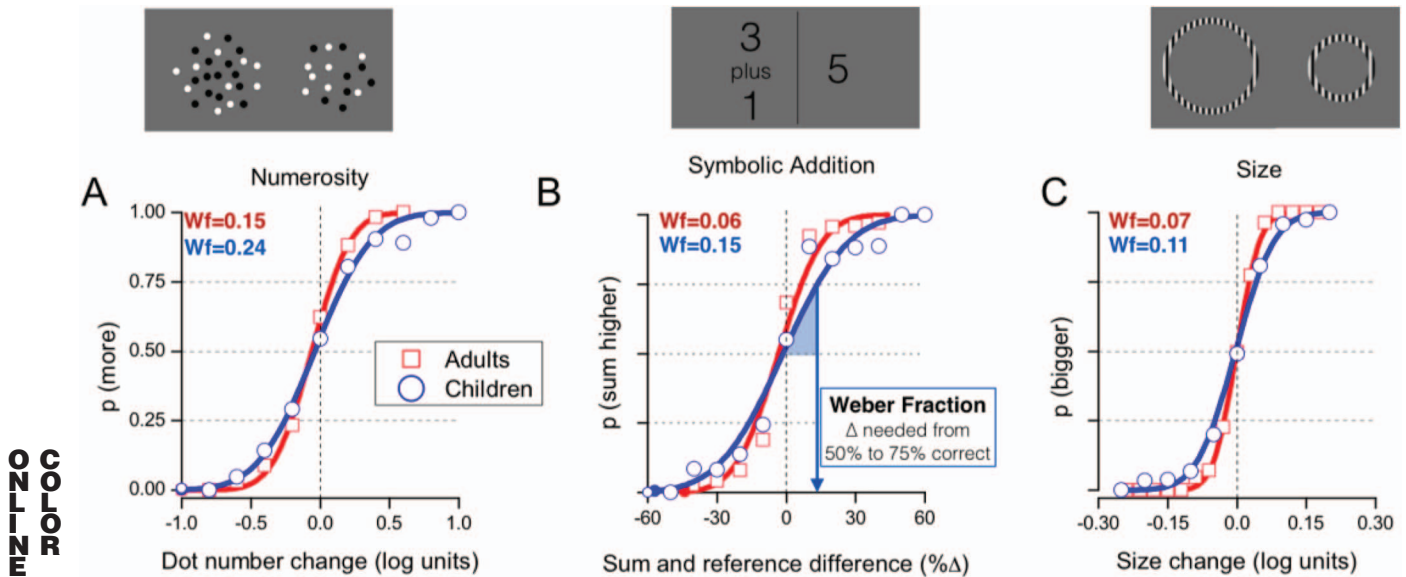 3
plus
1
5
Numerosity
Symbolic Addition
Size
A
Wf=0.15
Wf=0.24
1.00
0.75
0.50
0.25
0.00
p (more)
Adults
Children
-1.0 -0.5 0.0 0.5 1.0
Dot number change (log units)
B
Wf=0.06
Wf=0.15
p (sum higher)
Weber Fraction
Δ needed from
50% to 75% correct
-60 -30 0 30 60
Sum and reference difference (%Δ)
C
Wf=0.07
Wf=0.11
p (bigger)
-0.30 -0.15 0.0 0.15 0.30
Size change (log units)
ONLINE
COLOR